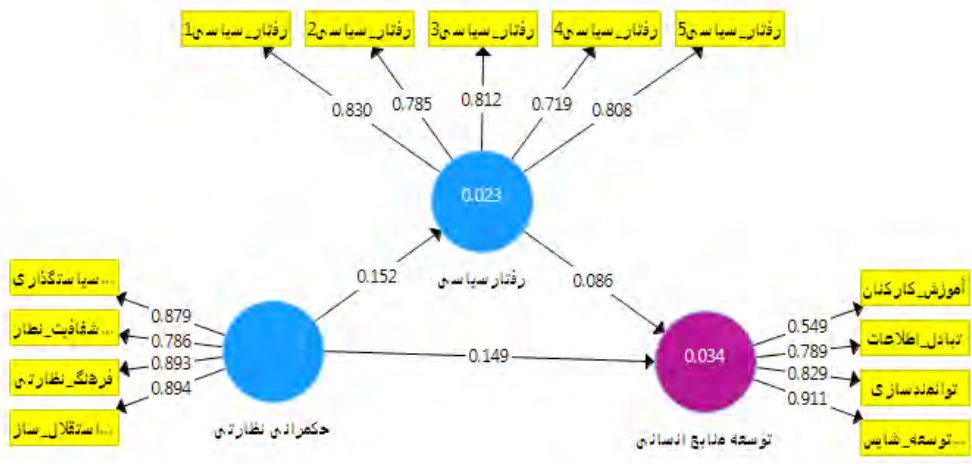 رفتار_سیاسی1
رفتار_سیاسی2
رفتار_سیاسی3
رفتار_سیاسی4
رفتار_سیاسی5
0.830
0.785
0.812
0.719
0.808
0.023
رفتار سیاسی
0.152
0.086
سیاستگذاری...
شفافیت_نظار...
فرهنگ_نظارتی
استقلال_ساز...
0.879
0.786
0.893
0.894
حکمرانی نظارتی
0.149
0.034
توسعه منابع انسانی
0.549
0.789
0.829
0.911
آموزش_کارکنان
تبادل_اطلاعات
توانمندسازی
توسعه_شایس...